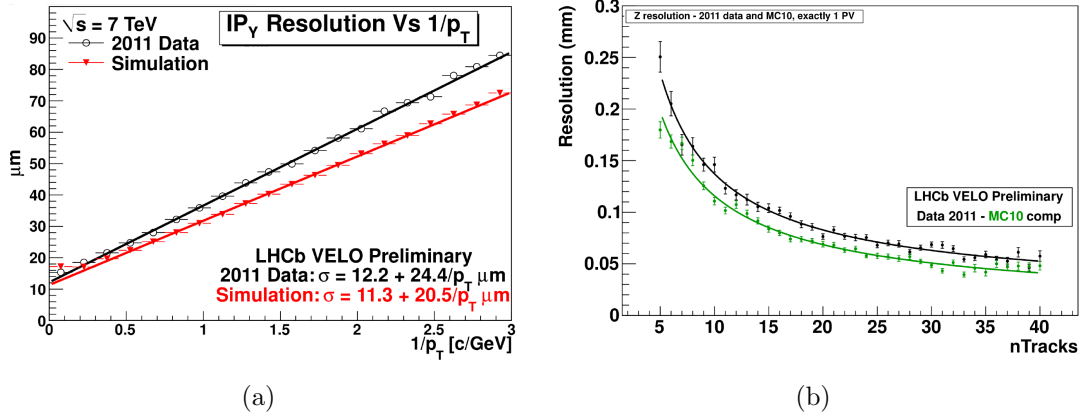 √s = 7 TeV
2011 Data
Simulation
IP_Y Resolution Vs 1/p_T
μm
90
80
70
60
50
40
30
20
10
0
LHCb VELO Preliminary
2011 Data: σ = 12.2 + 24.4/p_T μm
Simulation: σ = 11.3 + 20.5/p_T μm
0 0.5 1 1.5 2 2.5 3
1/p_T [c/GeV]
(a)
Z resolution - 2011 data and MC10, exactly 1 PV
Resolution (mm)
0.3
0.25
0.2
0.15
0.1
0.05
0
LHCb VELO Preliminary
Data 2011 - MC10 comp
5 10 15 20 25 30 35 40
nTracks
(b)